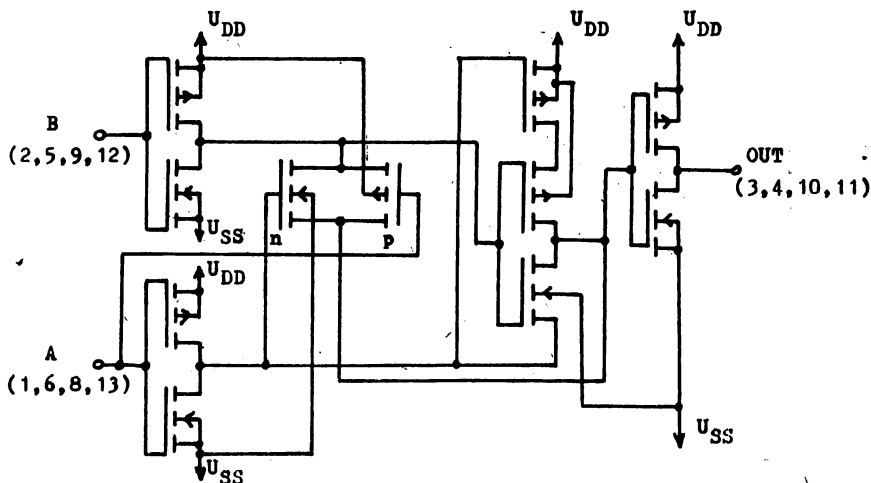 U_DD
U_DD
U_DD
B
(2,5,9,12)
OUT
(3,4,10,11)
U_SS
n
p
U_DD
A
(1,6,8,13)
U_SS
U_SS